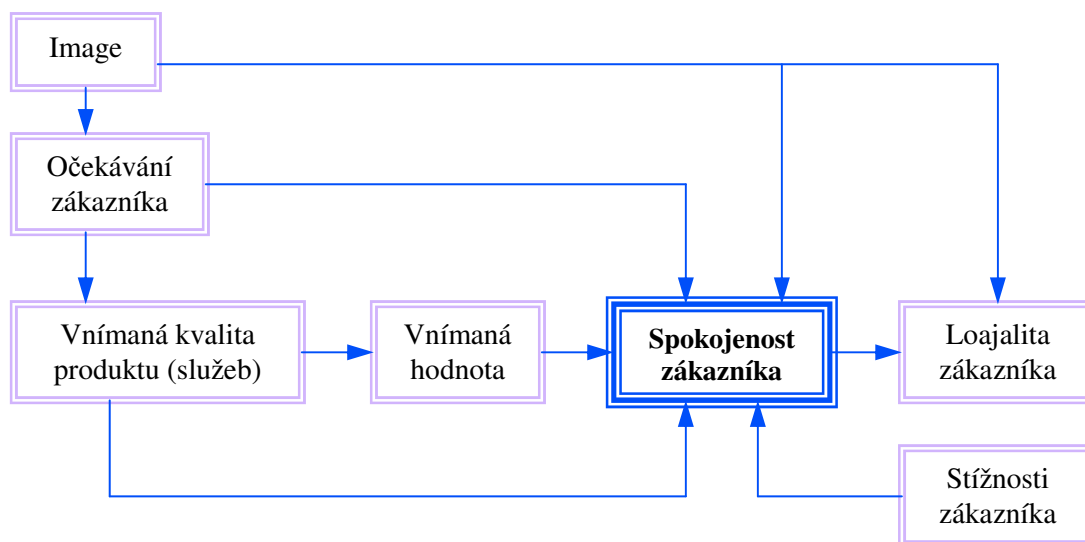 Image
Očekávání
zákazníka
Vnímaná kvalita
produktu (služeb)
Vnímaná
hodnota
Spokojenost
zákazníka
Loajalita
zákazníka
Stížnosti
zákazníka